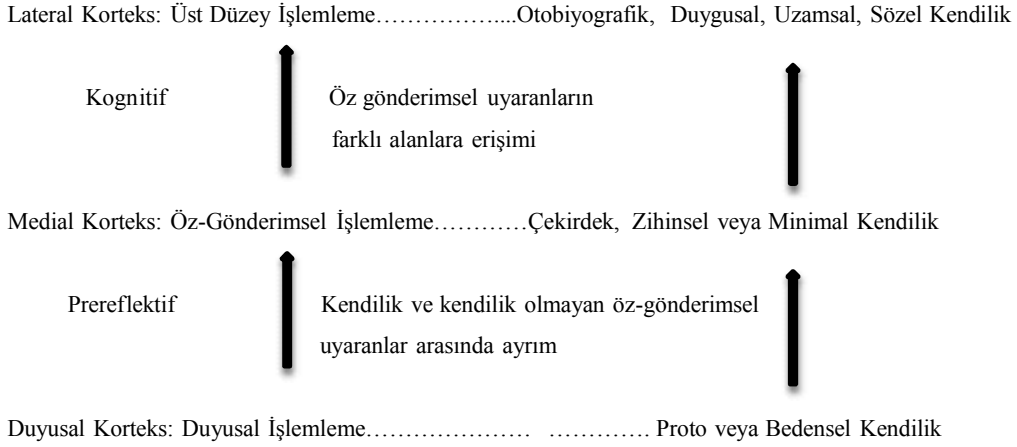 Lateral Korteks: Üst Düzey İşlemleme……………....Otobiyografik, Duygusal, Uzamsal, Sözel Kendilik
Kognitif Öz gönderimsel uyaranların
farklı alanlara erişimi
Medial Korteks: Öz-Gönderimsel İşlemleme…………Çekirdek, Zihinsel veya Minimal Kendilik
Prereflektif Kendilik ve kendilik olmayan öz-gönderimsel
uyaranlar arasında ayrım
Duyusal Korteks: Duyusal İşlemleme………………… …………. Proto veya Bedensel Kendilik